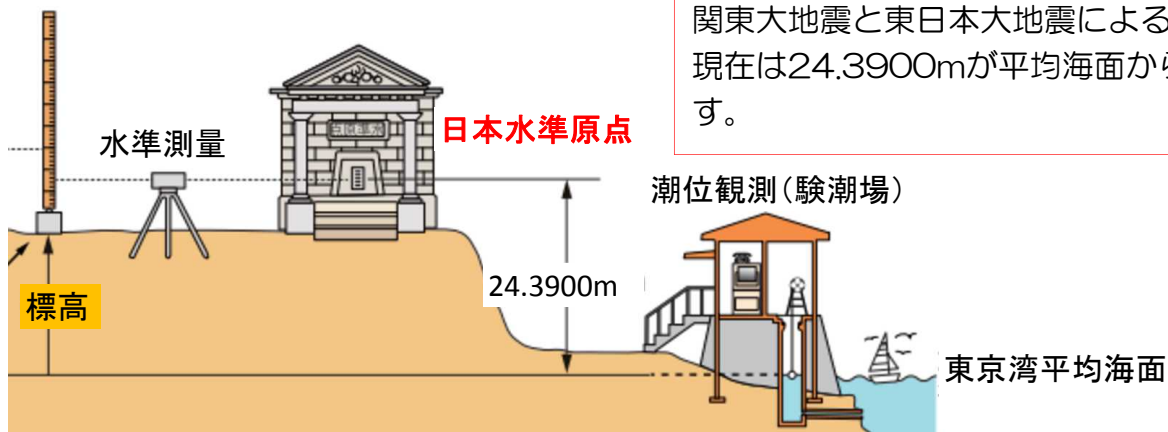 関東大地震と東日本大地震による
現在は24.3900mが平均海面から
す。
水準測量
日本水準原点
潮位観測(験潮場)
24.3900m
標高
東京湾平均海面